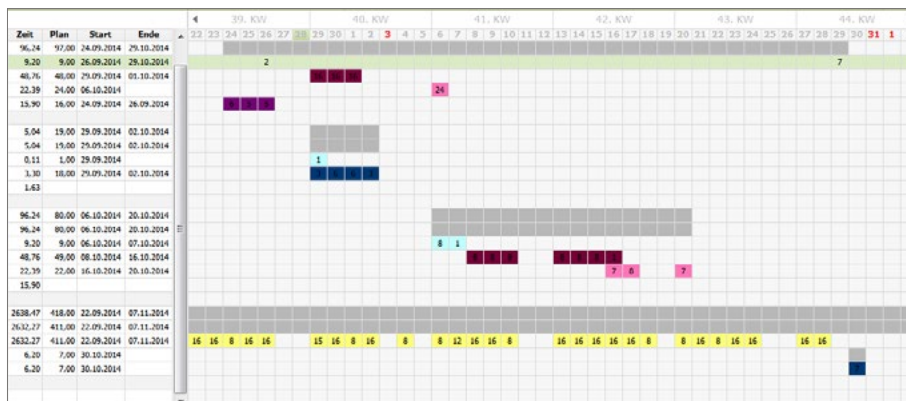 39. KW 40. KW 41. KW 42. KW 43. KW 44. KW
Zeit Plan Start Ende 22 23 24 25 26 27 28 29 30 1 2 3 4 5 6 7 8 9 10 11 12 13 14 15 16 17 18 19 20 21 22 23 24 25 26 27 28 29 30 31 1
96,24 97,00 24.09.2014 29.10.2014
9,20 9,00 26.09.2014 29.10.2014 2 7
48,76 48,00 29.09.2014 01.10.2014
22,39 24,00 06.10.2014 24
15,90 16,00 24.09.2014 26.09.2014
5,04 19,00 29.09.2014 02.10.2014
5,04 19,00 29.09.2014 02.10.2014
0,11 1,00 29.09.2014 1
3,30 18,00 29.09.2014 02.10.2014
1,63
96,24 80,00 06.10.2014 20.10.2014
96,24 80,00 06.10.2014 20.10.2014
9,20 9,00 06.10.2014 07.10.2014 8 1
48,76 49,00 08.10.2014 16.10.2014
22,39 22,00 16.10.2014 20.10.2014 7 8 7
15,90
2638,47 418,00 22.09.2014 07.11.2014
2632,27 411,00 22.09.2014 07.11.2014
2632,27 411,00 22.09.2014 07.11.2014 16 16 8 16 16 15 16 8 16 8 8 12 16 16 8 16 16 16 16 16 8 8 16 8 16 16 16 16
6,20 7,00 30.10.2014
6,20 7,00 30.10.2014 7